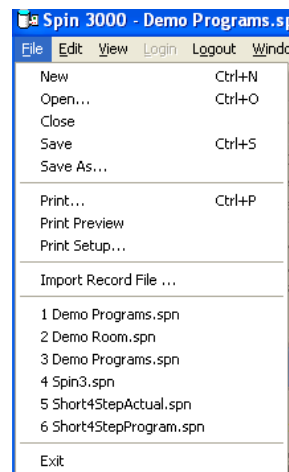 Spin 3000 - Demo Programs.sp
File Edit View Login Logout Windo
New Ctrl+N
Open... Ctrl+O
Close
Save Ctrl+S
Save As...
Print... Ctrl+P
Print Preview
Print Setup...
Import Record File ...
1 Demo Programs.spn
2 Demo Room.spn
3 Demo Programs.spn
4 Spin3.spn
5 Short4StepActual.spn
6 Short4StepProgram.spn
Exit